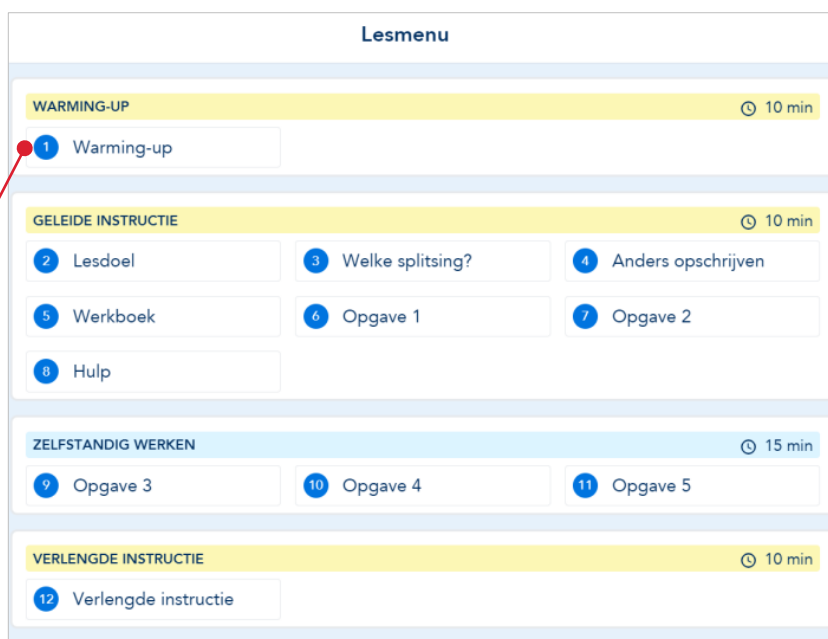 Lesmenu
WARMING-UP 10 min
1 Warming-up
GELEIDE INSTRUCTIE 10 min
2 Lesdoel 3 Welke splitsing? 4 Anders opschrijven
5 Werkboek 6 Opgave 1 7 Opgave 2
8 Hulp
ZELFSTANDIG WERKEN 15 min
9 Opgave 3 10 Opgave 4 11 Opgave 5
VERLENGDE INSTRUCTIE 10 min
12 Verlengde instructie